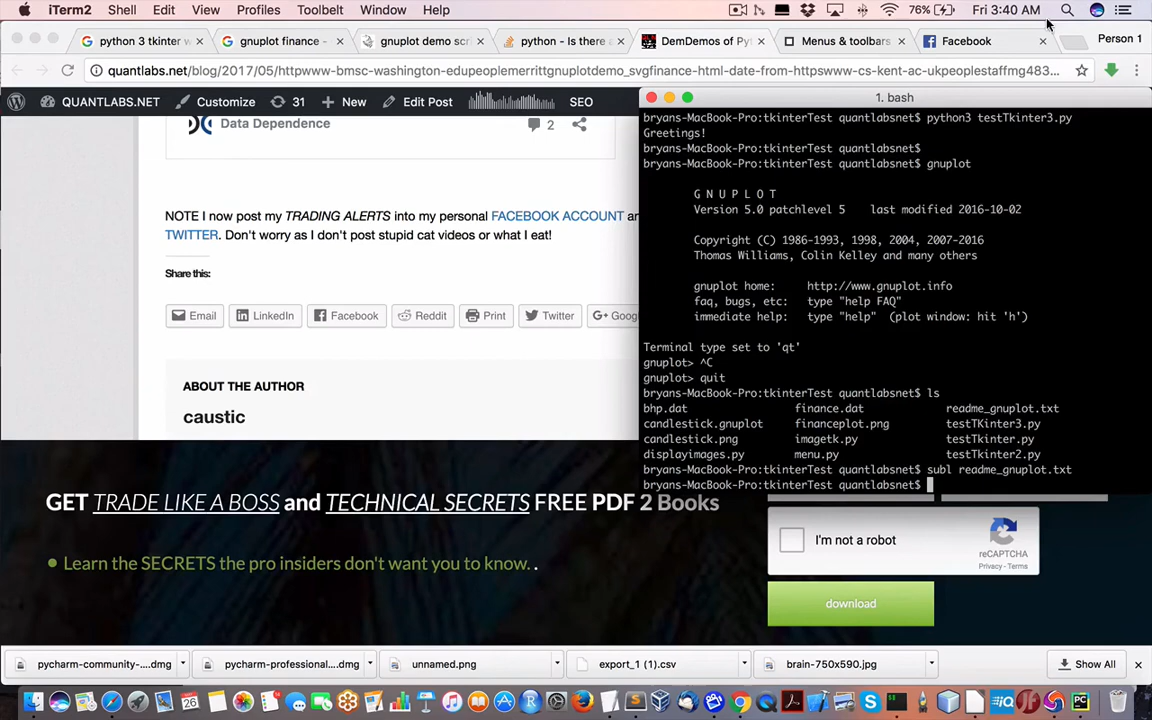 iTerm2 Shell Edit View Profiles Toolbelt Window Help 76% Fri 3:40 AM
python 3 tkinter w
gnuplot finance -
gnuplot demo scri
python - Is there a
DemDemos of Py
Menus & toolbars
Facebook
Person 1
quantlabs.net/blog/2017/05/httpwww-bmsc-washington-edupeoplemerrittgnuplotdemo_svgfinance-html-date-from-httpswww-cs-kent-ac-ukpeoplestaffmg483...
QUANTLABS.NET Customize 31 New Edit Post SEO
Data Dependence 2
NOTE I now post my TRADING ALERTS into my personal FACEBOOK ACCOUNT an
TWITTER. Don't worry as I don't post stupid cat videos or what I eat!
Share this:
Email LinkedIn Facebook Reddit Print Twitter Goog
ABOUT THE AUTHOR
caustic
1. bash
bryans-MacBook-Pro:tkinterTest quantlabsnet$ python3 testTkinter3.py
Greetings!
bryans-MacBook-Pro:tkinterTest quantlabsnet$
bryans-MacBook-Pro:tkinterTest quantlabsnet$ gnuplot
G N U P L O T
Version 5.0 patchlevel 5 last modified 2016-10-02
Copyright (C) 1986-1993, 1998, 2004, 2007-2016
Thomas Williams, Colin Kelley and many others
gnuplot home: http://www.gnuplot.info
faq, bugs, etc: type "help FAQ"
immediate help: type "help" (plot window: hit 'h')
Terminal type set to 'qt'
gnuplot> ^C
gnuplot> quit
bryans-MacBook-Pro:tkinterTest quantlabsnet$ ls
bhp.dat finance.dat readme_gnuplot.txt
candlestick.gnuplot financeplot.png testTKinter3.py
candlestick.png imagetk.py testTkinter.py
displayimages.py menu.py testTkinter2.py
bryans-MacBook-Pro:tkinterTest quantlabsnet$ subl readme_gnuplot.txt
bryans-MacBook-Pro:tkinterTest quantlabsnet$
GET TRADE LIKE A BOSS and TECHNICAL SECRETS FREE PDF 2 Books
Learn the SECRETS the pro insiders don't want you to know. .
I'm not a robot
reCAPTCHA
Privacy - Terms
download
pycharm-community-....dmg
pycharm-professional....dmg
unnamed.png
export_1 (1).csv
brain-750x590.jpg
Show All